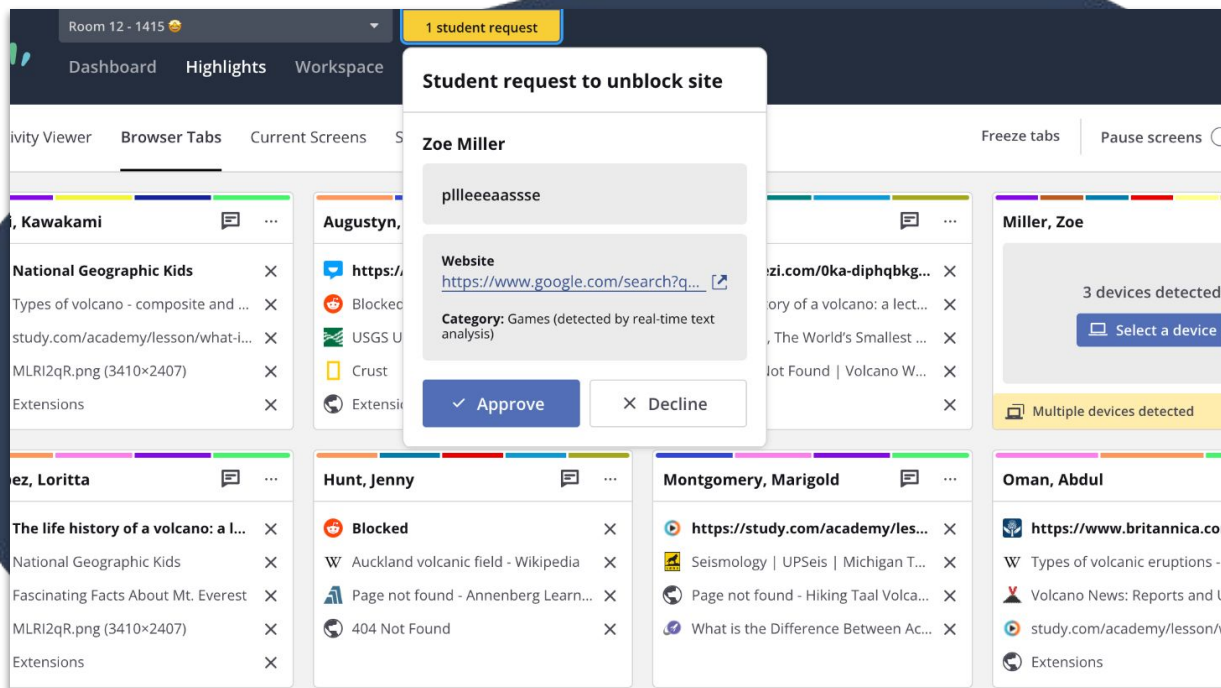 Room 12 - 1415 🤩
1 student request
Dashboard Highlights Workspace
ivity Viewer Browser Tabs Current Screens S
Freeze tabs Pause screens
Student request to unblock site
Zoe Miller
pllleeeaassse
Website
https://www.google.com/search?q...
Category: Games (detected by real-time text
analysis)
Approve Decline
, Kawakami
National Geographic Kids
Types of volcano - composite and ...
study.com/academy/lesson/what-i...
MLRI2qR.png (3410×2407)
Extensions
Augustyn,
https:/
Blocked
USGS U
Crust
Extensio
ezi.com/0ka-diphqbkg...
ory of a volcano: a lect...
, The World's Smallest ...
Not Found | Volcano W...
Miller, Zoe
3 devices detected
Select a device
Multiple devices detected
ez, Loritta
The life history of a volcano: a l...
National Geographic Kids
Fascinating Facts About Mt. Everest
MLRI2qR.png (3410×2407)
Extensions
Hunt, Jenny
Blocked
Auckland volcanic field - Wikipedia
Page not found - Annenberg Learn...
404 Not Found
Montgomery, Marigold
https://study.com/academy/les...
Seismology | UPSeis | Michigan T...
Page not found - Hiking Taal Volca...
What is the Difference Between Ac...
Oman, Abdul
https://www.britannica.co
Types of volcanic eruptions -
Volcano News: Reports and U
study.com/academy/lesson/
Extensions